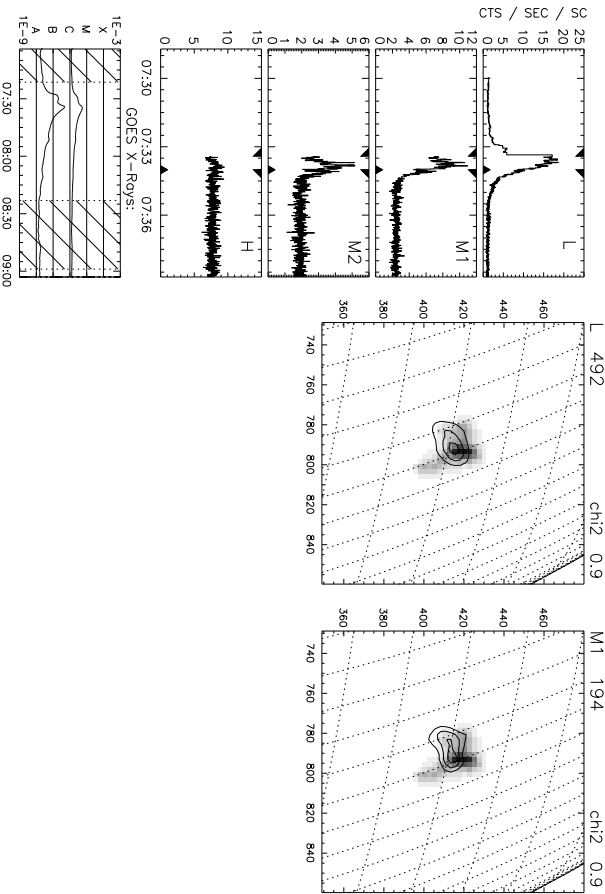 CTS / SEC / SC
25
20
15
10
5
0
L
12
10
8
6
4
2
0
M1
6
5
4
3
2
1
0
M2
15
10
5
0
H
07:30 07:33 07:36
GOES X-Rays:
1E-3
X
M
C
B
A
1E-9
07:30 08:00 08:30 09:00
L 492 chi2 0.9
460
440
420
400
380
360
740 760 780 800 820 840
M1 194 chi2 0.9
460
440
420
400
380
360
740 760 780 800 820 840